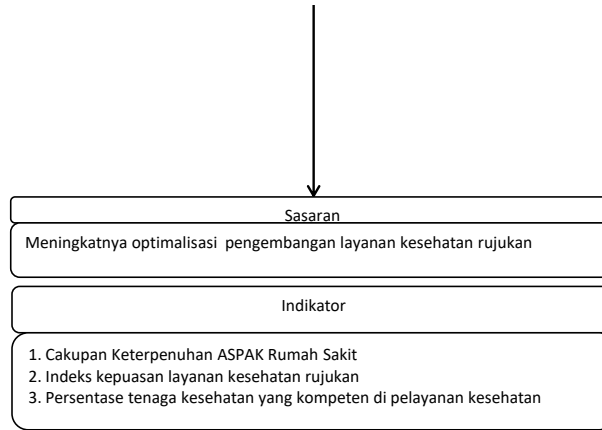 Sasaran
Meningkatnya optimalisasi pengembangan layanan kesehatan rujukan
Indikator
1. Cakupan Keterpenuhan ASPAK Rumah Sakit
2. Indeks kepuasan layanan kesehatan rujukan
3. Persentase tenaga kesehatan yang kompeten di pelayanan kesehatan